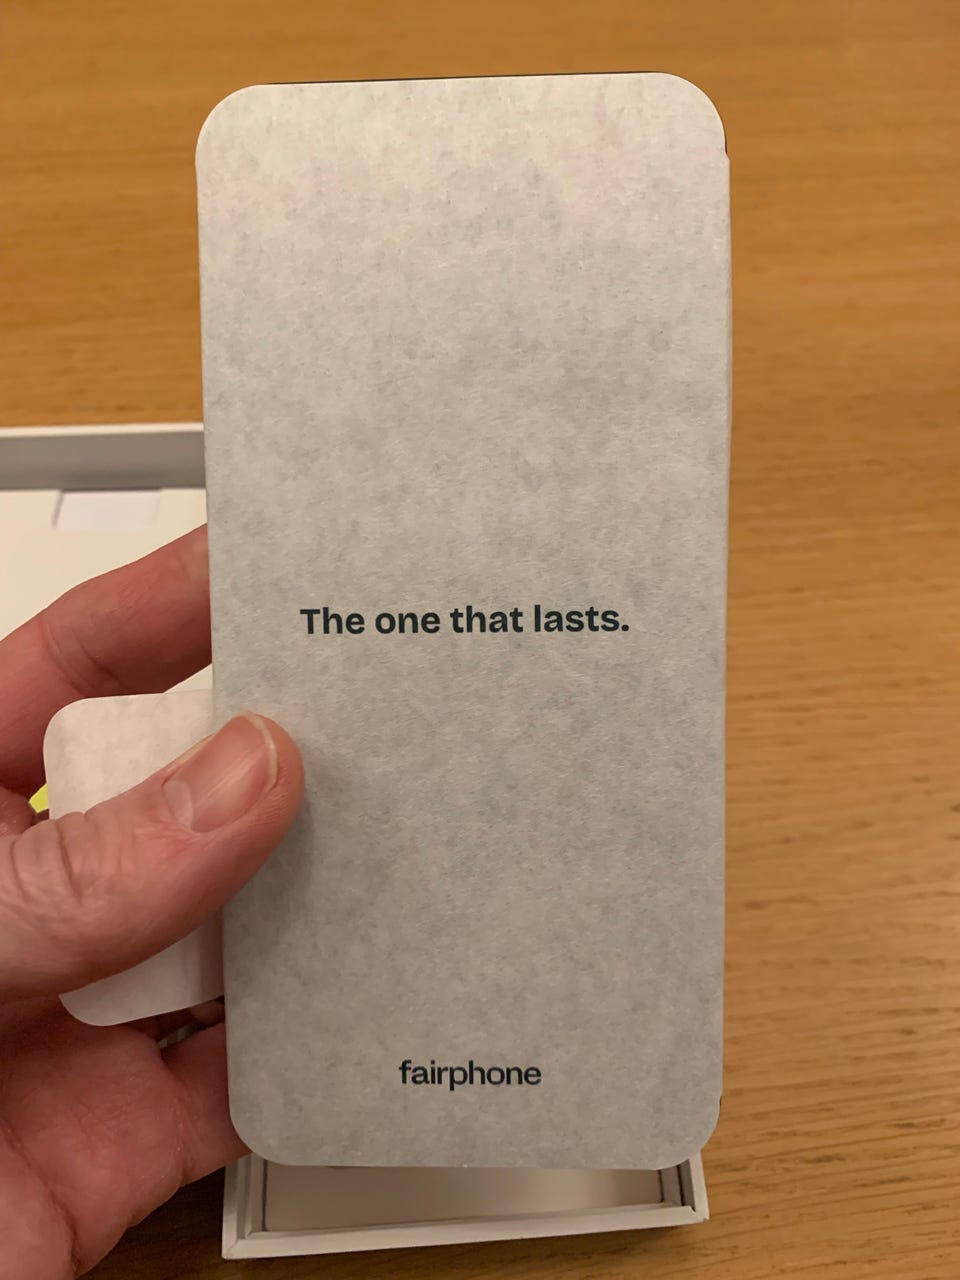 The one that lasts.
fairphone